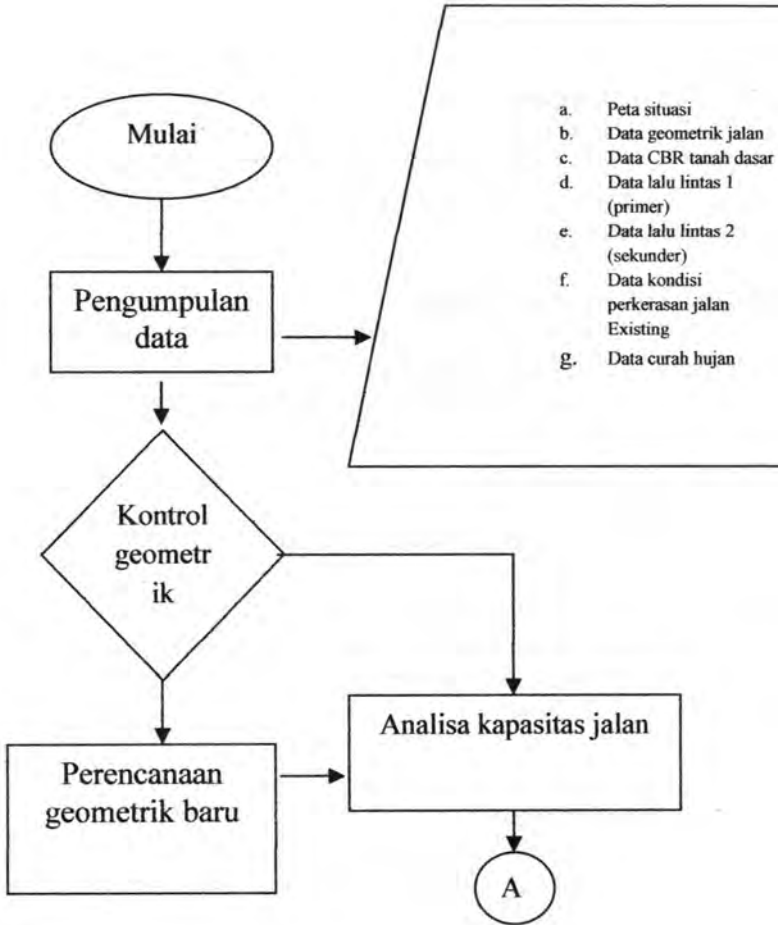 Mulai
Pengumpulan
data
a. Peta situasi
b. Data geometrik jalan
c. Data CBR tanah dasar
d. Data lalu lintas 1
(primer)
e. Data lalu lintas 2
(sekunder)
f. Data kondisi
perkerasan jalan
Existing
g. Data curah hujan
Kontrol
geometr
ik
Perencanaan
geometrik baru
Analisa kapasitas jalan
A